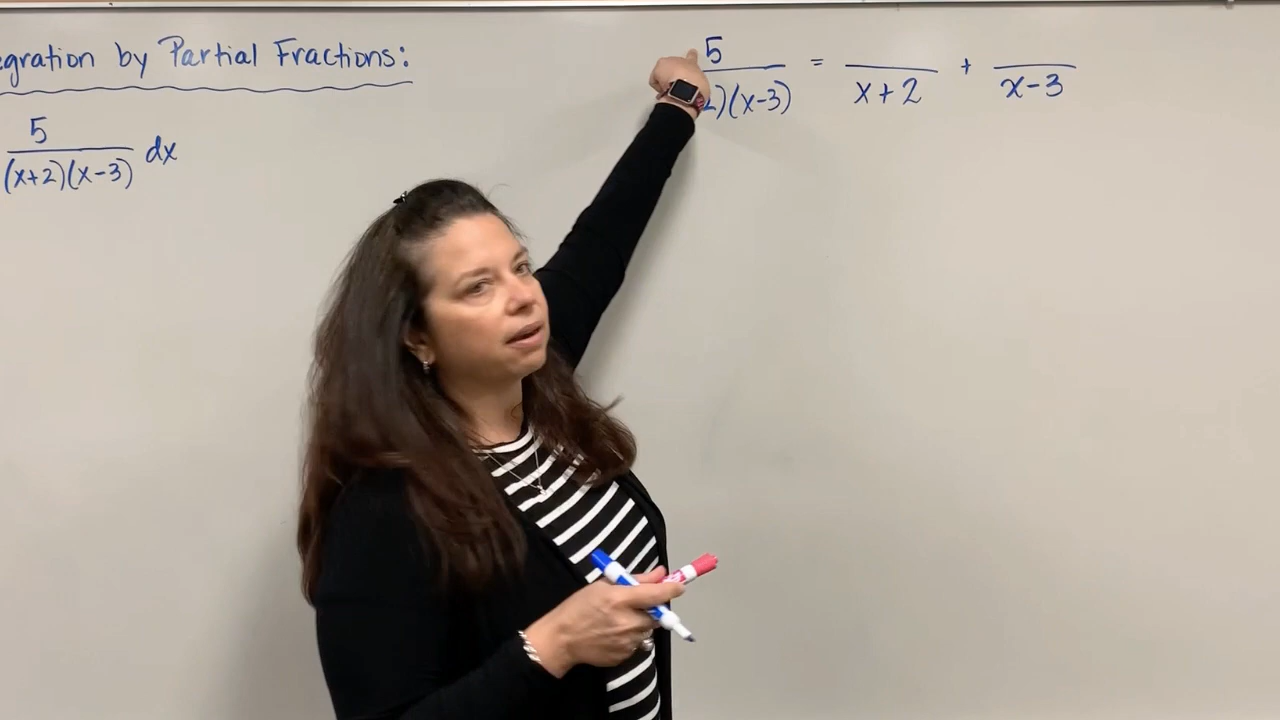 egration by Partial Fractions:
5
(x+2)(x-3) dx
5
2)(x-3) = x+2 + x-3